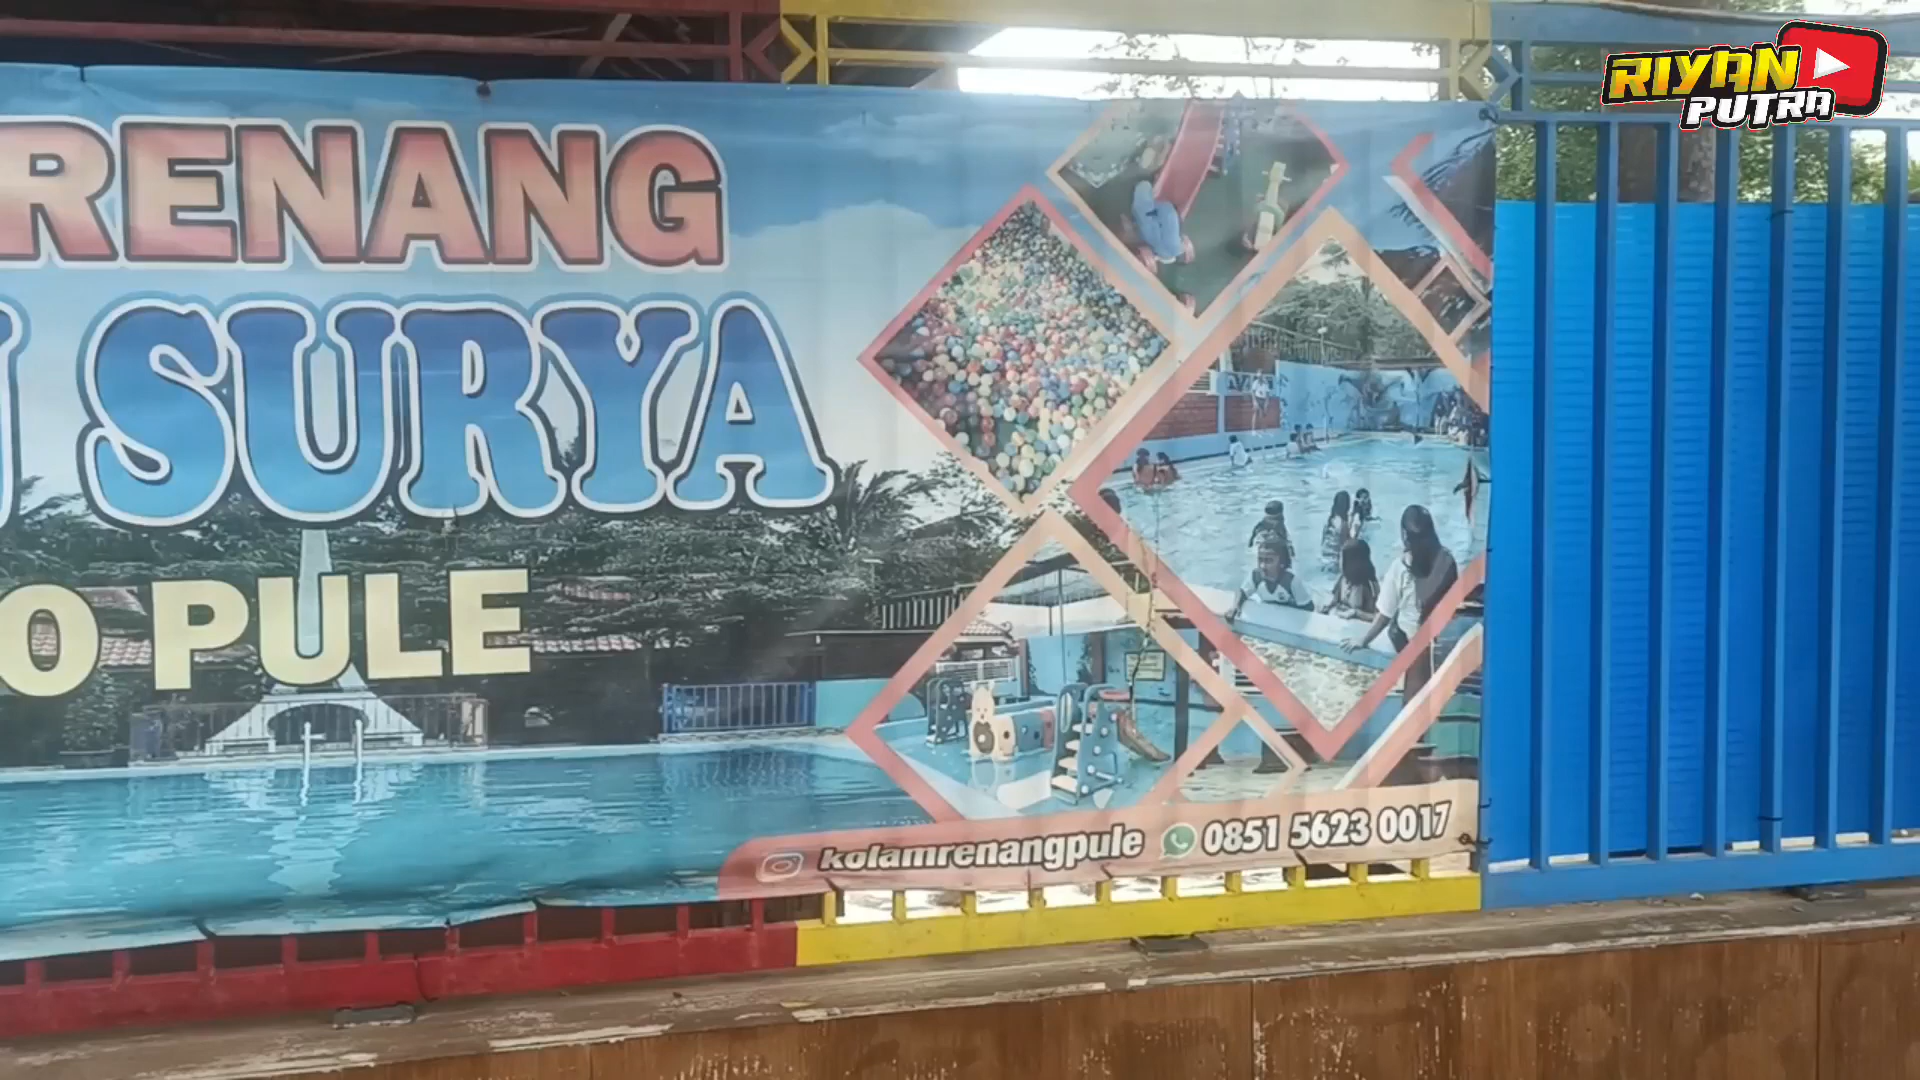 RIYAN
PUTRA
RENANG
SURYA
O PULE
kolamrenangpule 0851 5623 0017